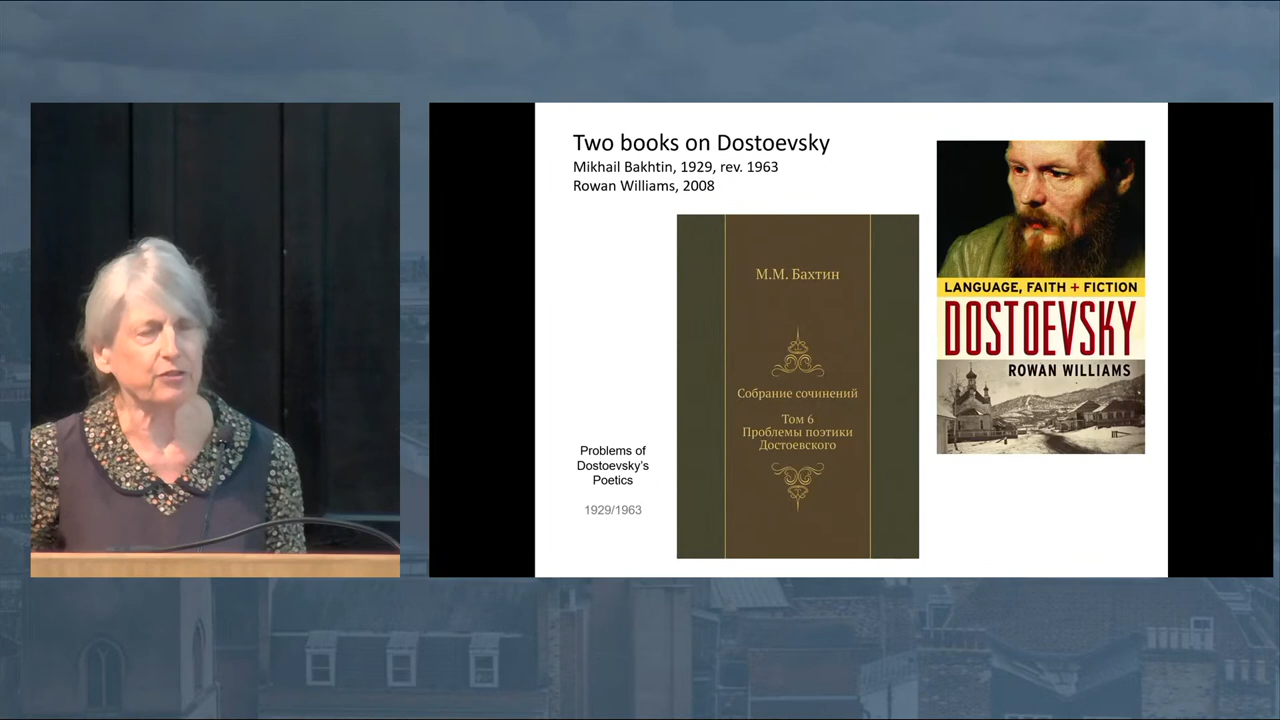 Two books on Dostoevsky
Mikhail Bakhtin, 1929, rev. 1963
Rowan Williams, 2008
М.М. Бахтин
Собрание сочинений
Том 6
Проблемы поэтики
Достоевского
Problems of
Dostoevsky's
Poetics
1929/1963
LANGUAGE, FAITH + FICTION
DOSTOEVSKY
ROWAN WILLIAMS